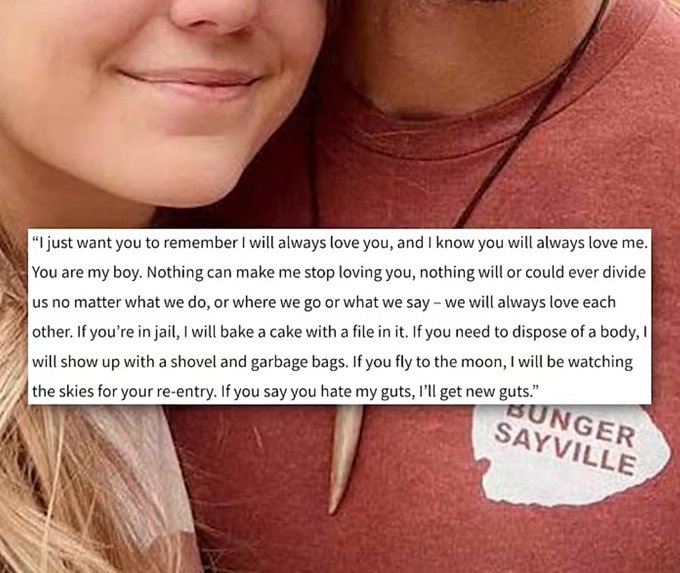 “I just want you to remember I will always love you, and I know you will always love me.
You are my boy. Nothing can make me stop loving you, nothing will or could ever divide
us no matter what we do, or where we go or what we say – we will always love each
other. If you’re in jail, I will bake a cake with a file in it. If you need to dispose of a body, I
will show up with a shovel and garbage bags. If you fly to the moon, I will be watching
the skies for your re-entry. If you say you hate my guts, I’ll get new guts.”
BUNGER
SAYVILLE